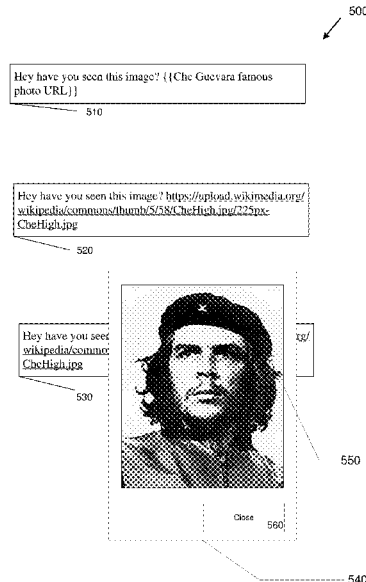 500
Hey have you seen this image? {{Che Guevara famous
photo URL}}
510
Hey have you seen this image? https://upload.wikimedia.org/
wikipedia/commons/thumb/5/58/CheHigh.jpg/225px-
CheHigh.jpg
520
Hey have you seen rg/
wikipedia/commo
CheHigh.jpg
530
550
Close
560
540